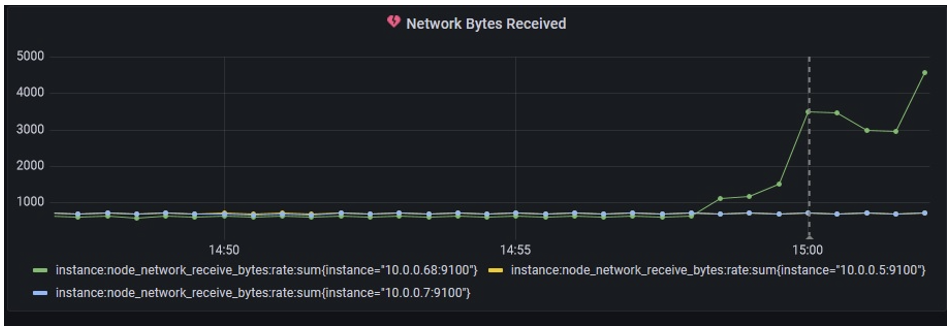 Network Bytes Received
5000
4000
3000
2000
1000
14:50 14:55 15:00
instance:node_network_receive_bytes:rate:sum{instance="10.0.0.68:9100"} instance:node_network_receive_bytes:rate:sum{instance="10.0.0.5:9100"}
instance:node_network_receive_bytes:rate:sum{instance="10.0.0.7:9100"}